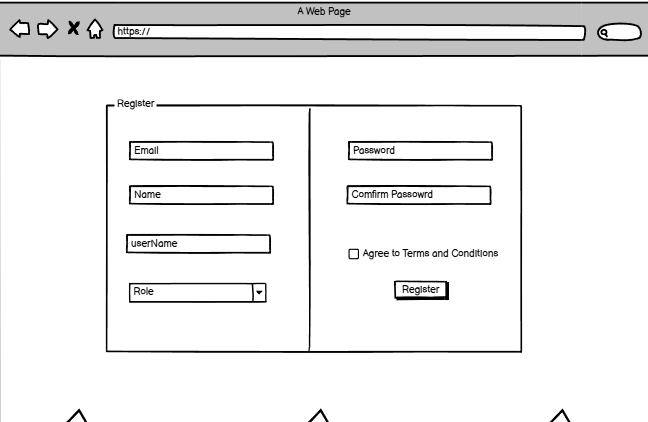 A Web Page
https://
Register
Email
Name
userName
Role
Password
Comfirm Passowrd
Agree to Terms and Conditions
Register